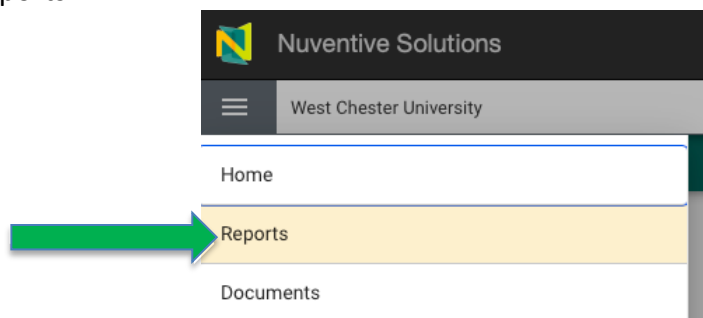 Nuventive Solutions
West Chester University
Home
Reports
Documents